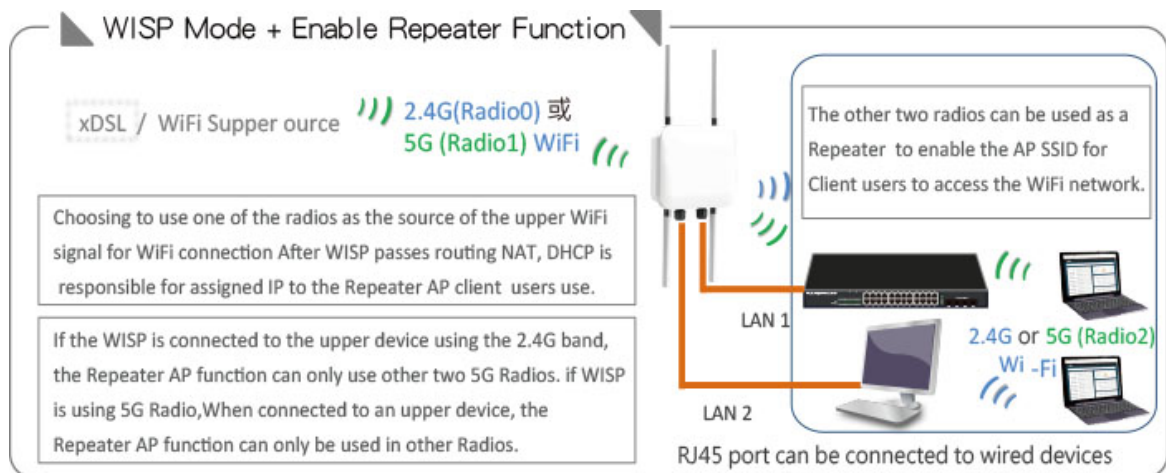 WISP Mode + Enable Repeater Function
xDSL / WiFi Supper ource
2.4G(Radio0) 或
5G (Radio1) WiFi
The other two radios can be used as a
Repeater to enable the AP SSID for
Client users to access the WiFi network.
Choosing to use one of the radios as the source of the upper WiFi
signal for WiFi connection After WISP passes routing NAT, DHCP is
responsible for assigned IP to the Repeater AP client users use.
If the WISP is connected to the upper device using the 2.4G band,
the Repeater AP function can only use other two 5G Radios. if WISP
is using 5G Radio,When connected to an upper device, the
Repeater AP function can only be used in other Radios.
LAN 1
2.4G or 5G (Radio2)
Wi -Fi
LAN 2
RJ45 port can be connected to wired devices